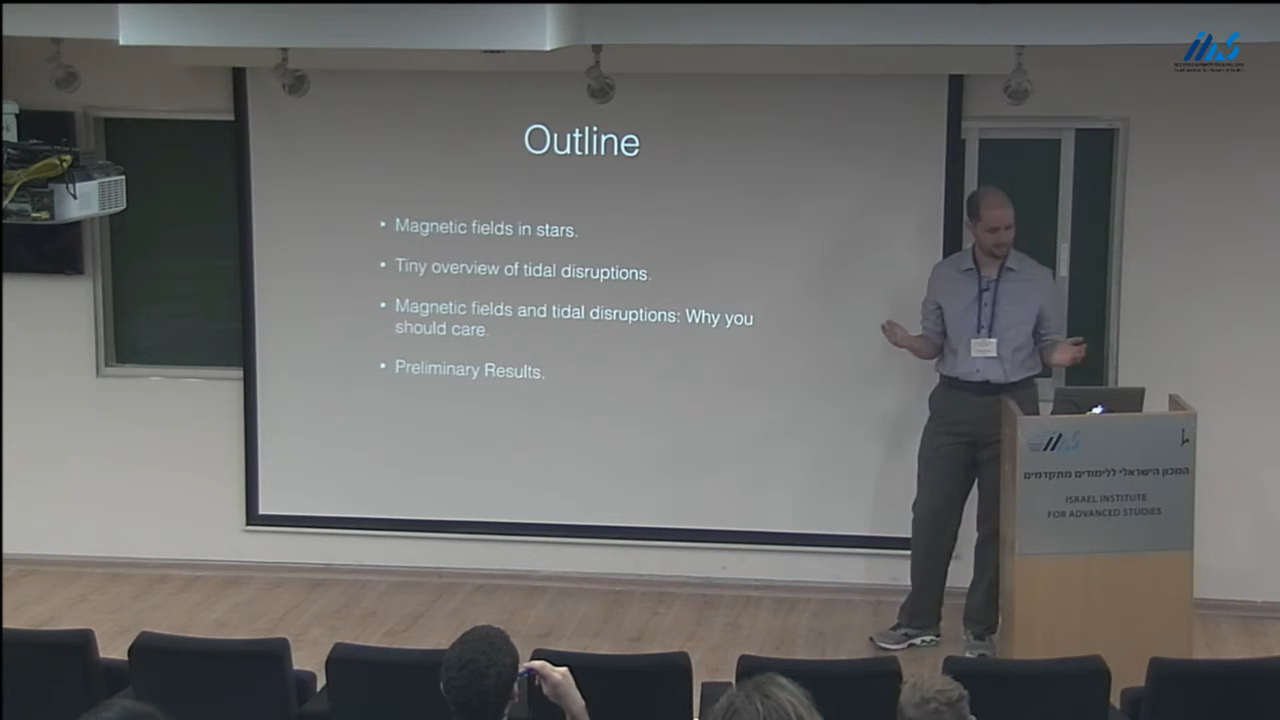 Outline
• Magnetic fields in stars.
• Tiny overview of tidal disruptions.
• Magnetic fields and tidal disruptions: Why you
should care.
• Preliminary Results.
המכון הישראלי ללימודים מתקדמים
ISRAEL INSTITUTE
FOR ADVANCED STUDIES